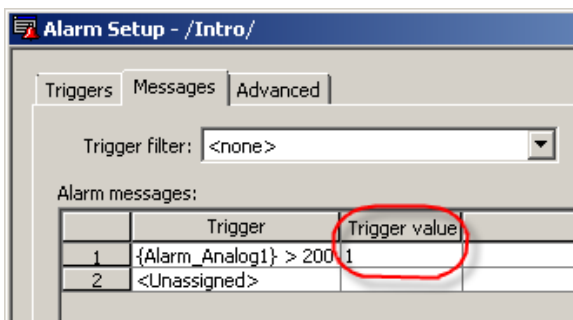 Alarm Setup - /Intro/
Triggers Messages Advanced
Trigger filter: <none>
Alarm messages:
Trigger Trigger value
1 {Alarm_Analog1} > 200 1
2 <Unassigned>